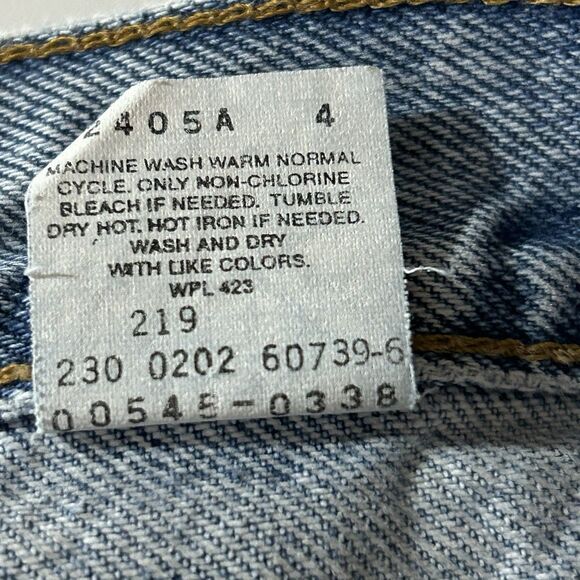 2405A 4
MACHINE WASH WARM NORMAL
CYCLE. ONLY NON-CHLORINE
BLEACH IF NEEDED. TUMBLE
DRY HOT. HOT IRON IF NEEDED.
WASH AND DRY
WITH LIKE COLORS.
WPL 423
219
230 0202 60739-6
00545-0338